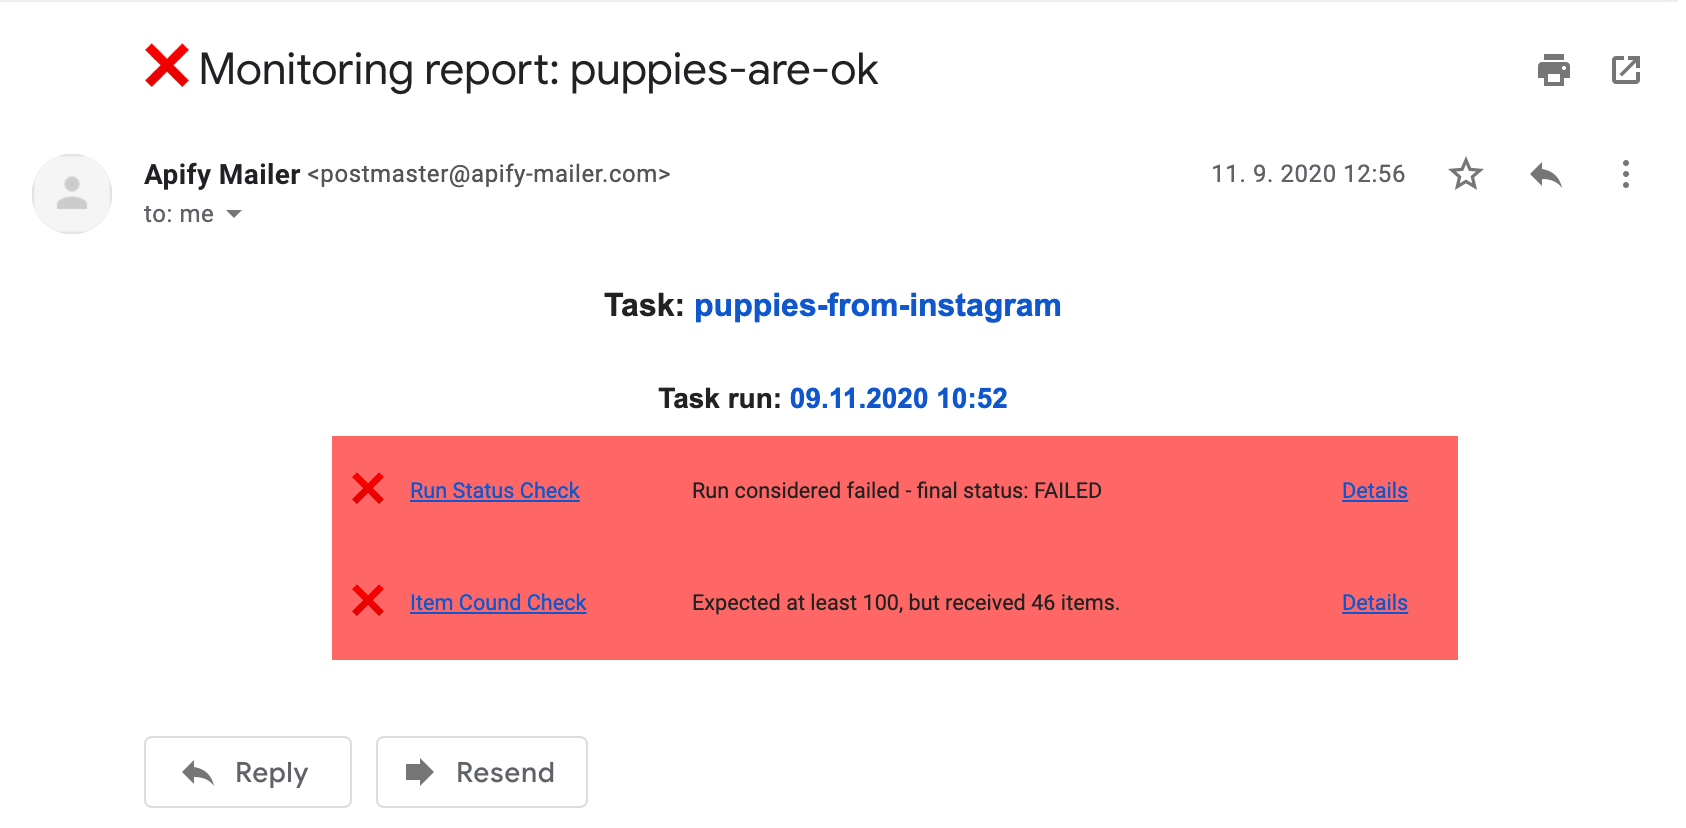 Monitoring report: puppies-are-ok
Apify Mailer <postmaster@apify-mailer.com>
11. 9. 2020 12:56
to: me
Task: puppies-from-instagram
Task run: 09.11.2020 10:52
Run Status Check Run considered failed - final status: FAILED Details
Item Cound Check Expected at least 100, but received 46 items. Details
Reply Resend